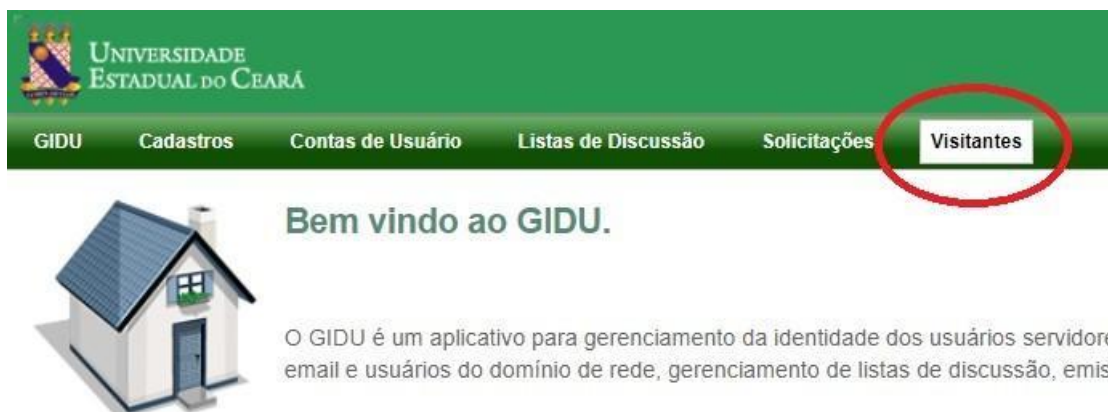 UNIVERSIDADE
ESTADUAL DO CEARÁ
GIDU Cadastros Contas de Usuário Listas de Discussão Solicitações Visitantes
Bem vindo ao GIDU.
O GIDU é um aplicativo para gerenciamento da identidade dos usuários servidore
email e usuários do domínio de rede, gerenciamento de listas de discussão, emis